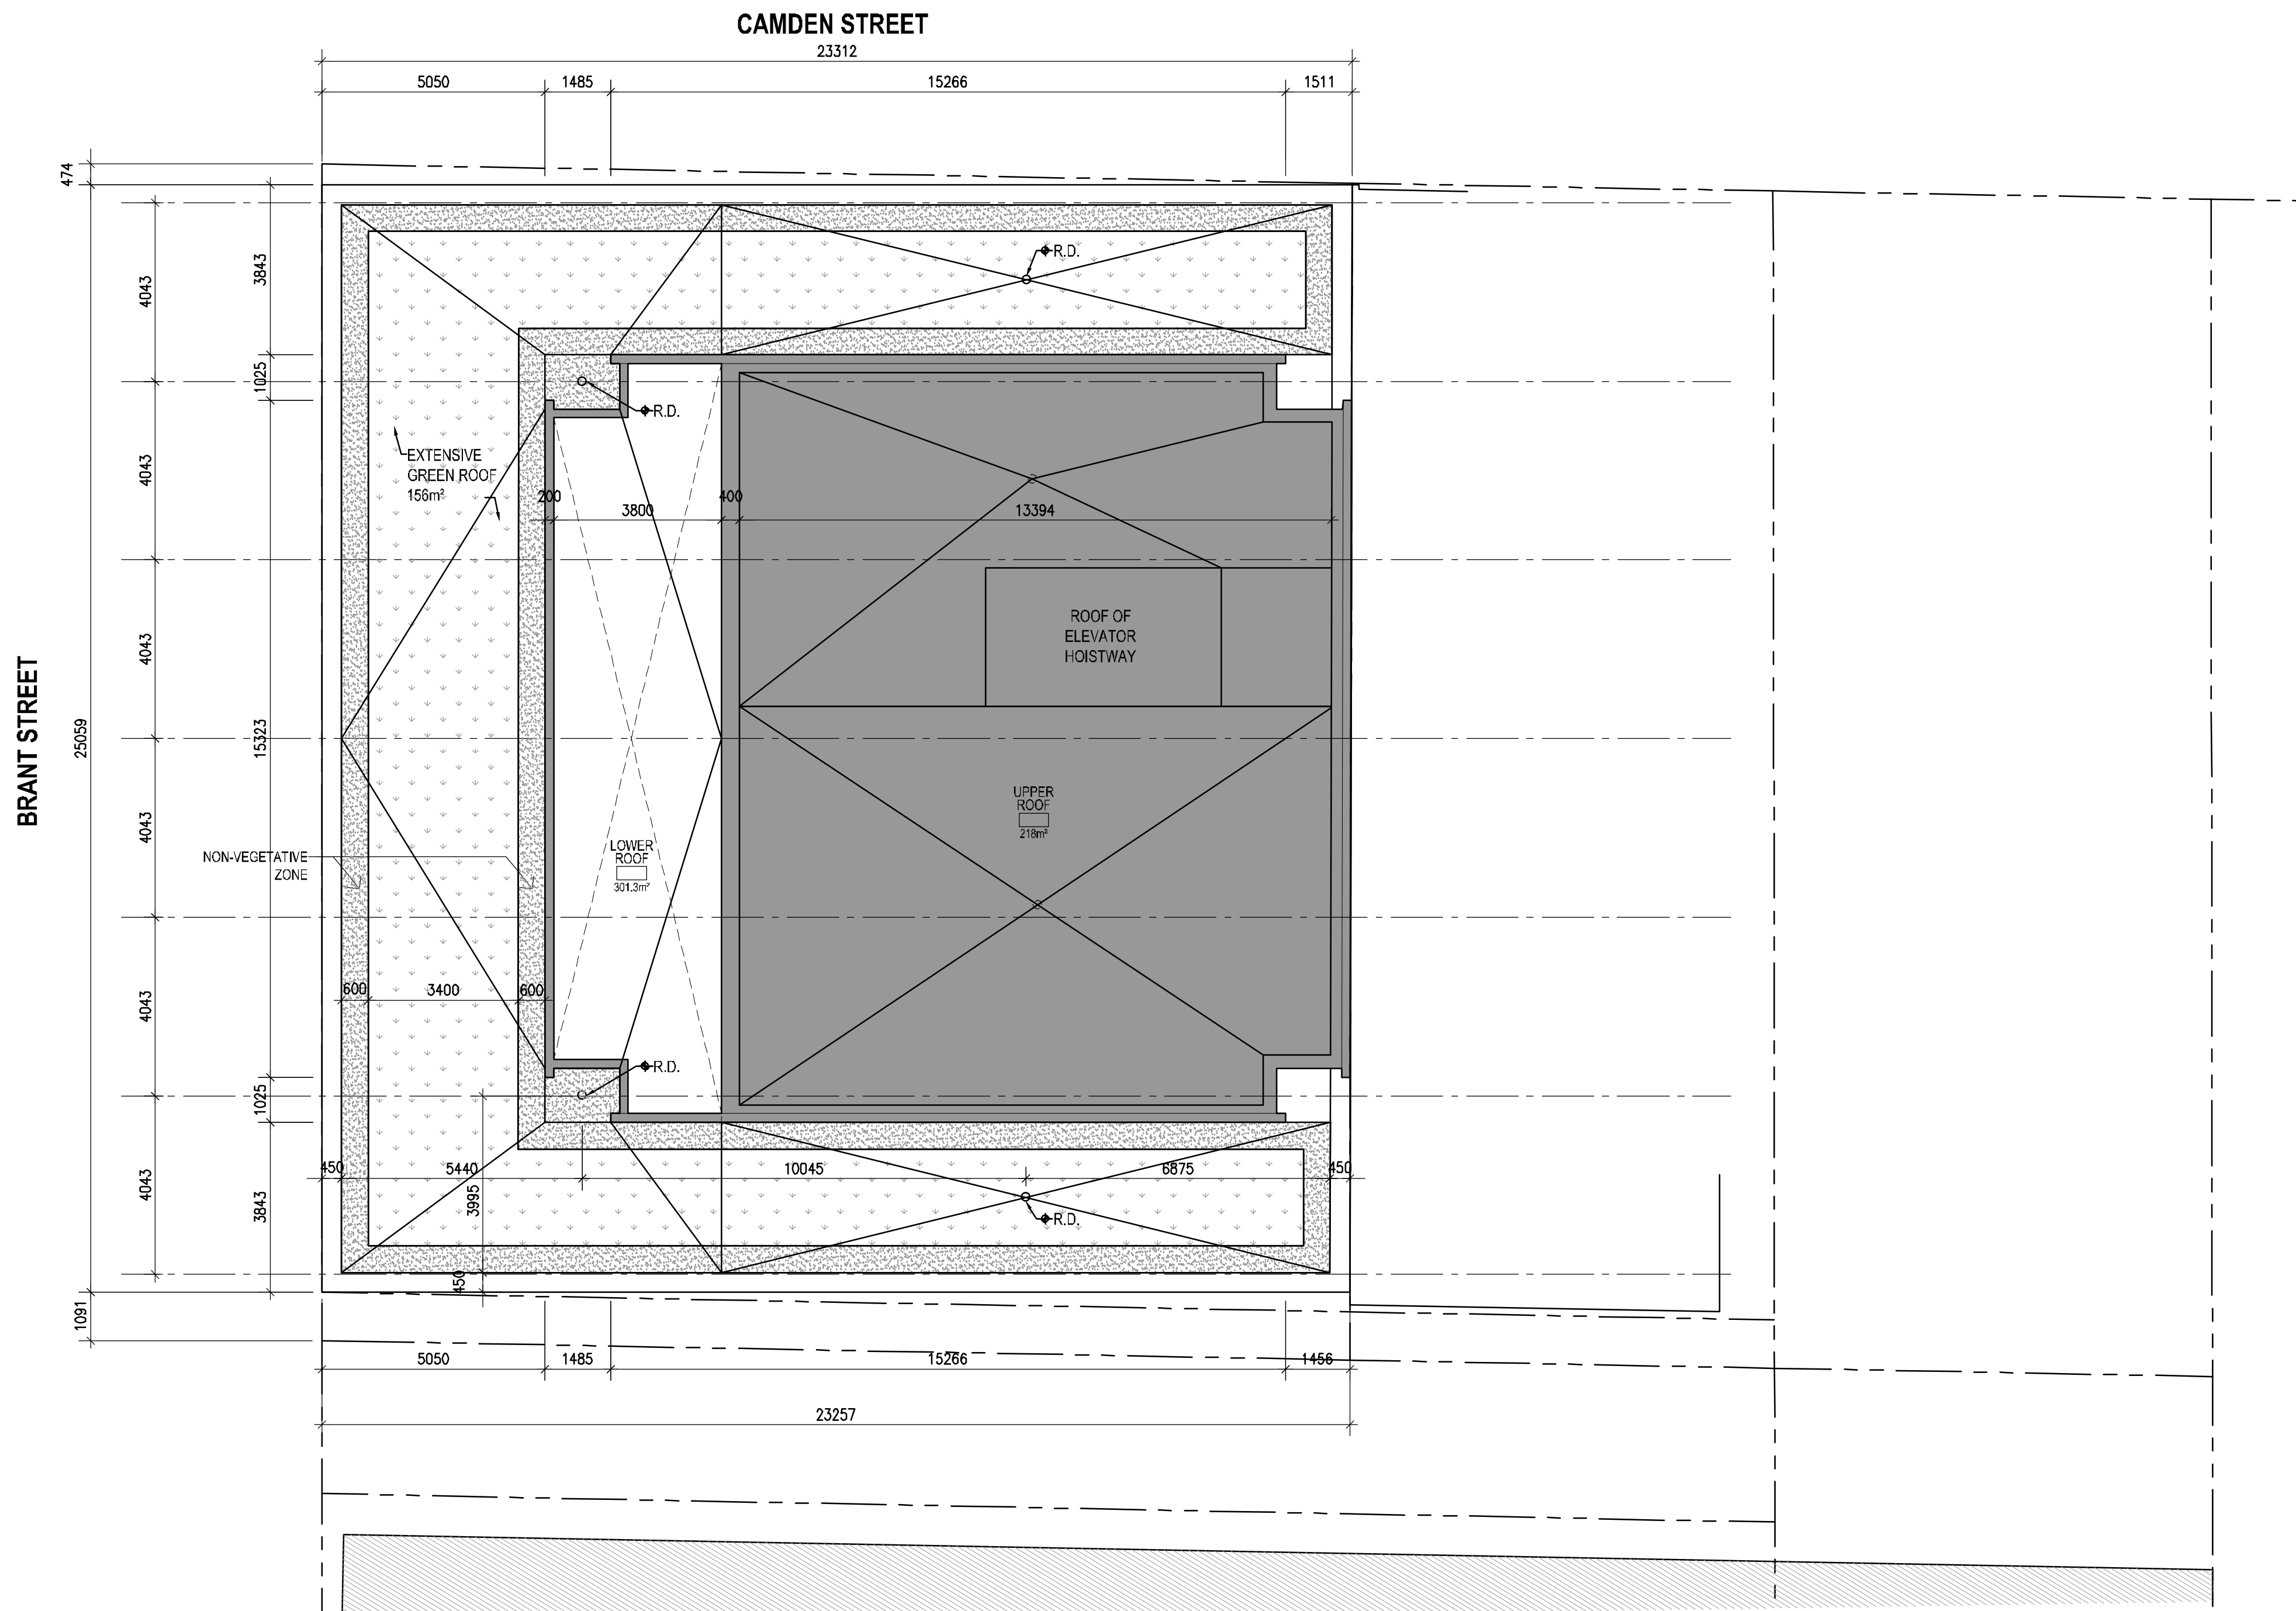 CAMDEN STREET
23312
5050 1485 15266 1511
474
4043
3843
R.D.
1025
R.D.
EXTENSIVE
GREEN ROOF
156m²
4043
200 3800 400 13394
4043
ROOF OF
ELEVATOR
HOISTWAY
BRANT STREET
25059
15323
UPPER
ROOF
218m²
4043
LOWER
ROOF
301.3m²
NON-VEGETATIVE
ZONE
4043
600 3400 600
R.D.
1025
450 5440 10045 6875 450
4043
3995
3843
R.D.
450
1091
5050 1485 15266 1456
23257